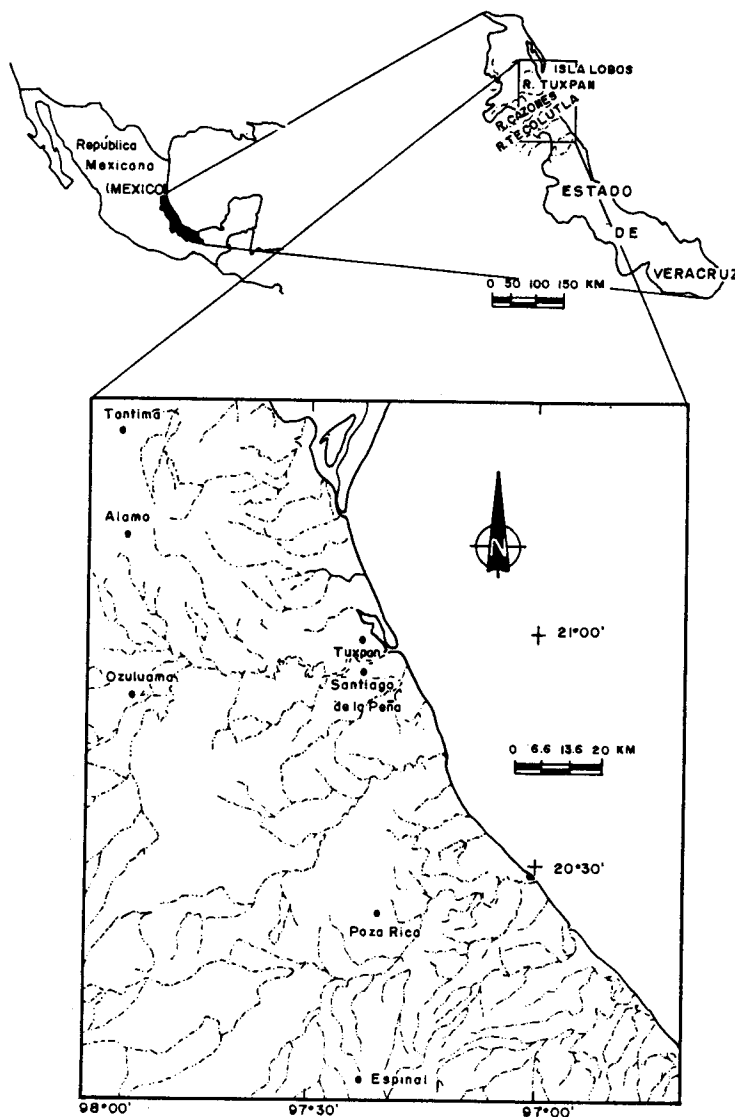 República
Mexicana
(MEXICO)
ISLA LOBOS
R. TUXPAN
R. CAZONES
R. TECOLUTLA
ESTADO
DE
VERACRUZ
0 50 100 150 KM
Tantima
Alamo
N
21°00'
Tuxpan
Ozuluama
Santiago
de la Peña
0 6.6 13.6 20 KM
20°30'
Poza Rica
Espinal
98°00'
97°30'
97°00'